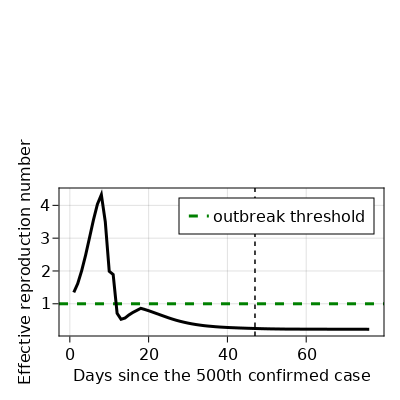 Effective reproduction number
4
3
2
1
outbreak threshold
0 20 40 60
Days since the 500th confirmed case